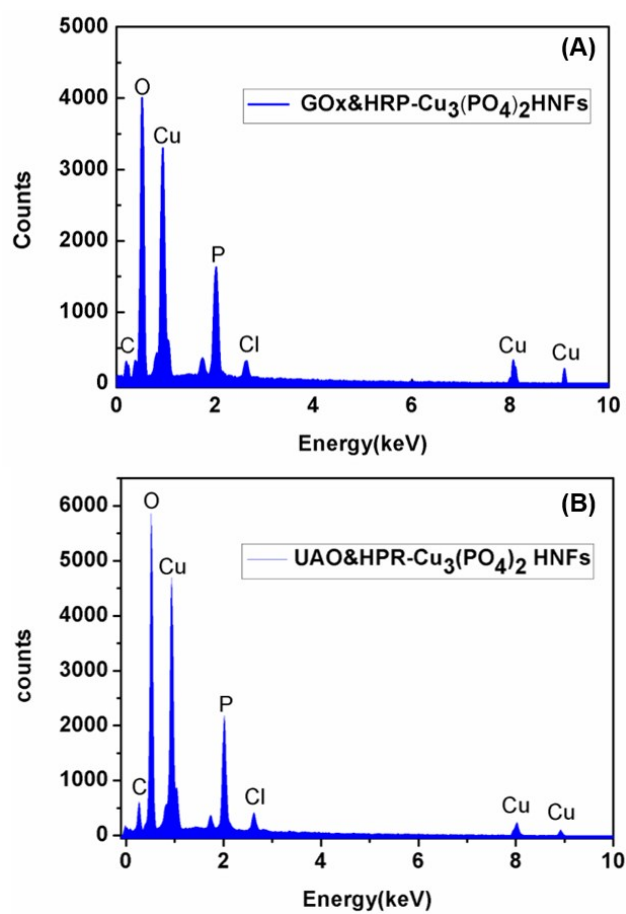 (A)
5000
4000
3000
2000
1000
0
Counts
O
Cu
P
C
Cl
Cu
Cu
GOx&HRP-Cu3(PO4)2HNFs
0 2 4 6 8 10
Energy(keV)
(B)
6000
5000
4000
3000
2000
1000
0
counts
O
Cu
P
C
Cl
Cu
Cu
UAO&HPR-Cu3(PO4)2 HNFs
0 2 4 6 8 10
Energy(keV)